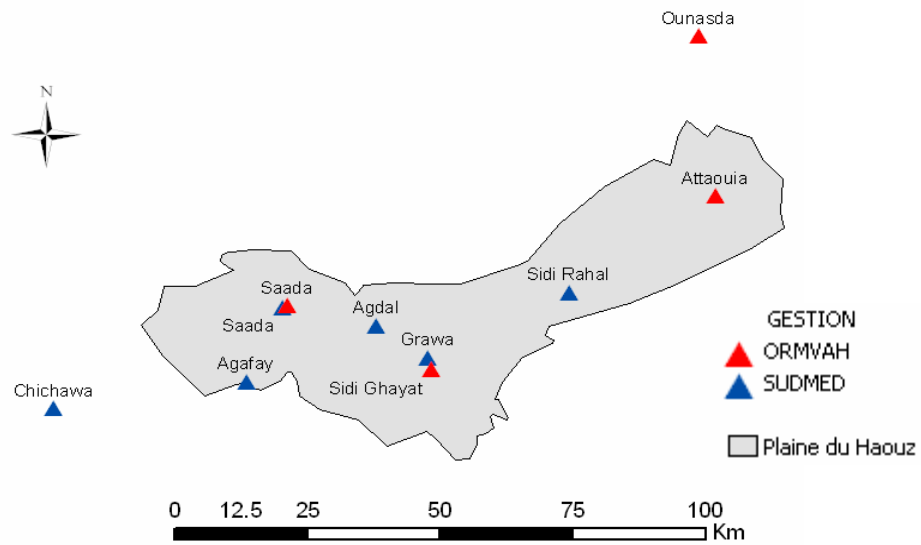 Ounasda
N
Attaouia
Sidi Rahal
Saada
Agdal
Saada
Grawa
Agafay
Sidi Ghayat
Chichawa
GESTION
ORMVAH
SUDMED
Plaine du Haouz
0 12.5 25 50 75 100
Km